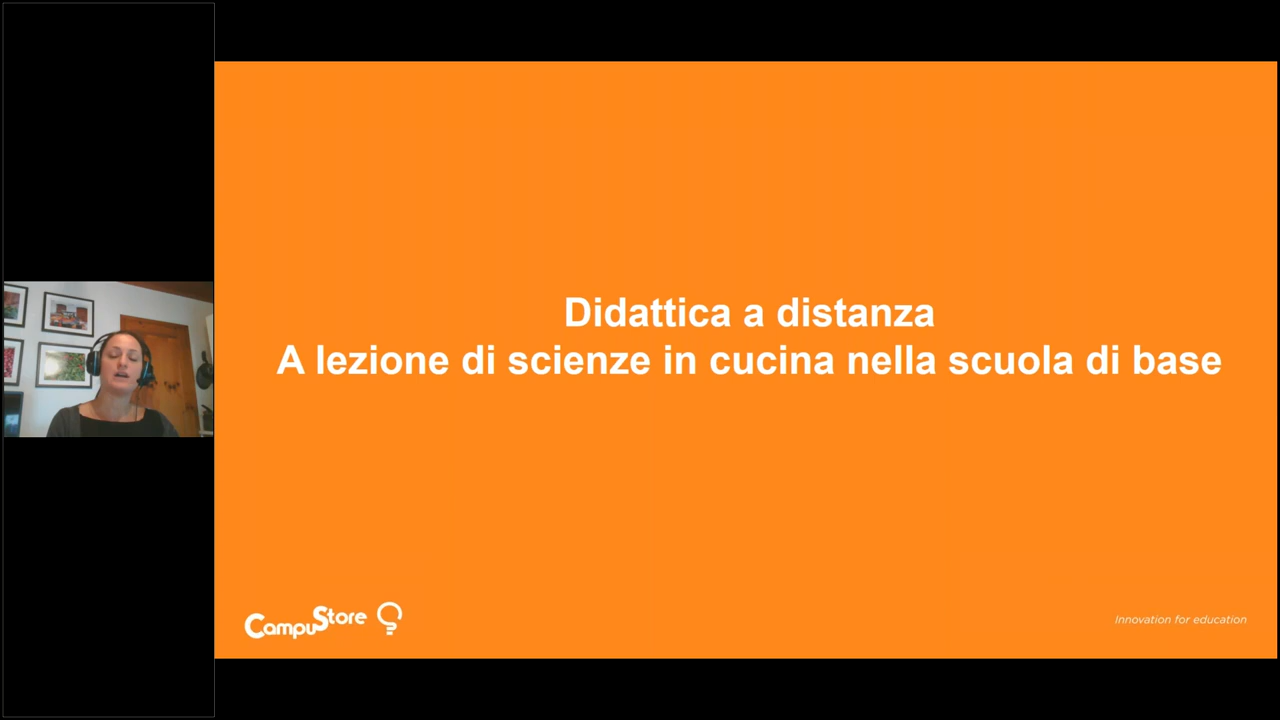 Didattica a distanza
A lezione di scienze in cucina nella scuola di base
CampuStore
Innovation for education